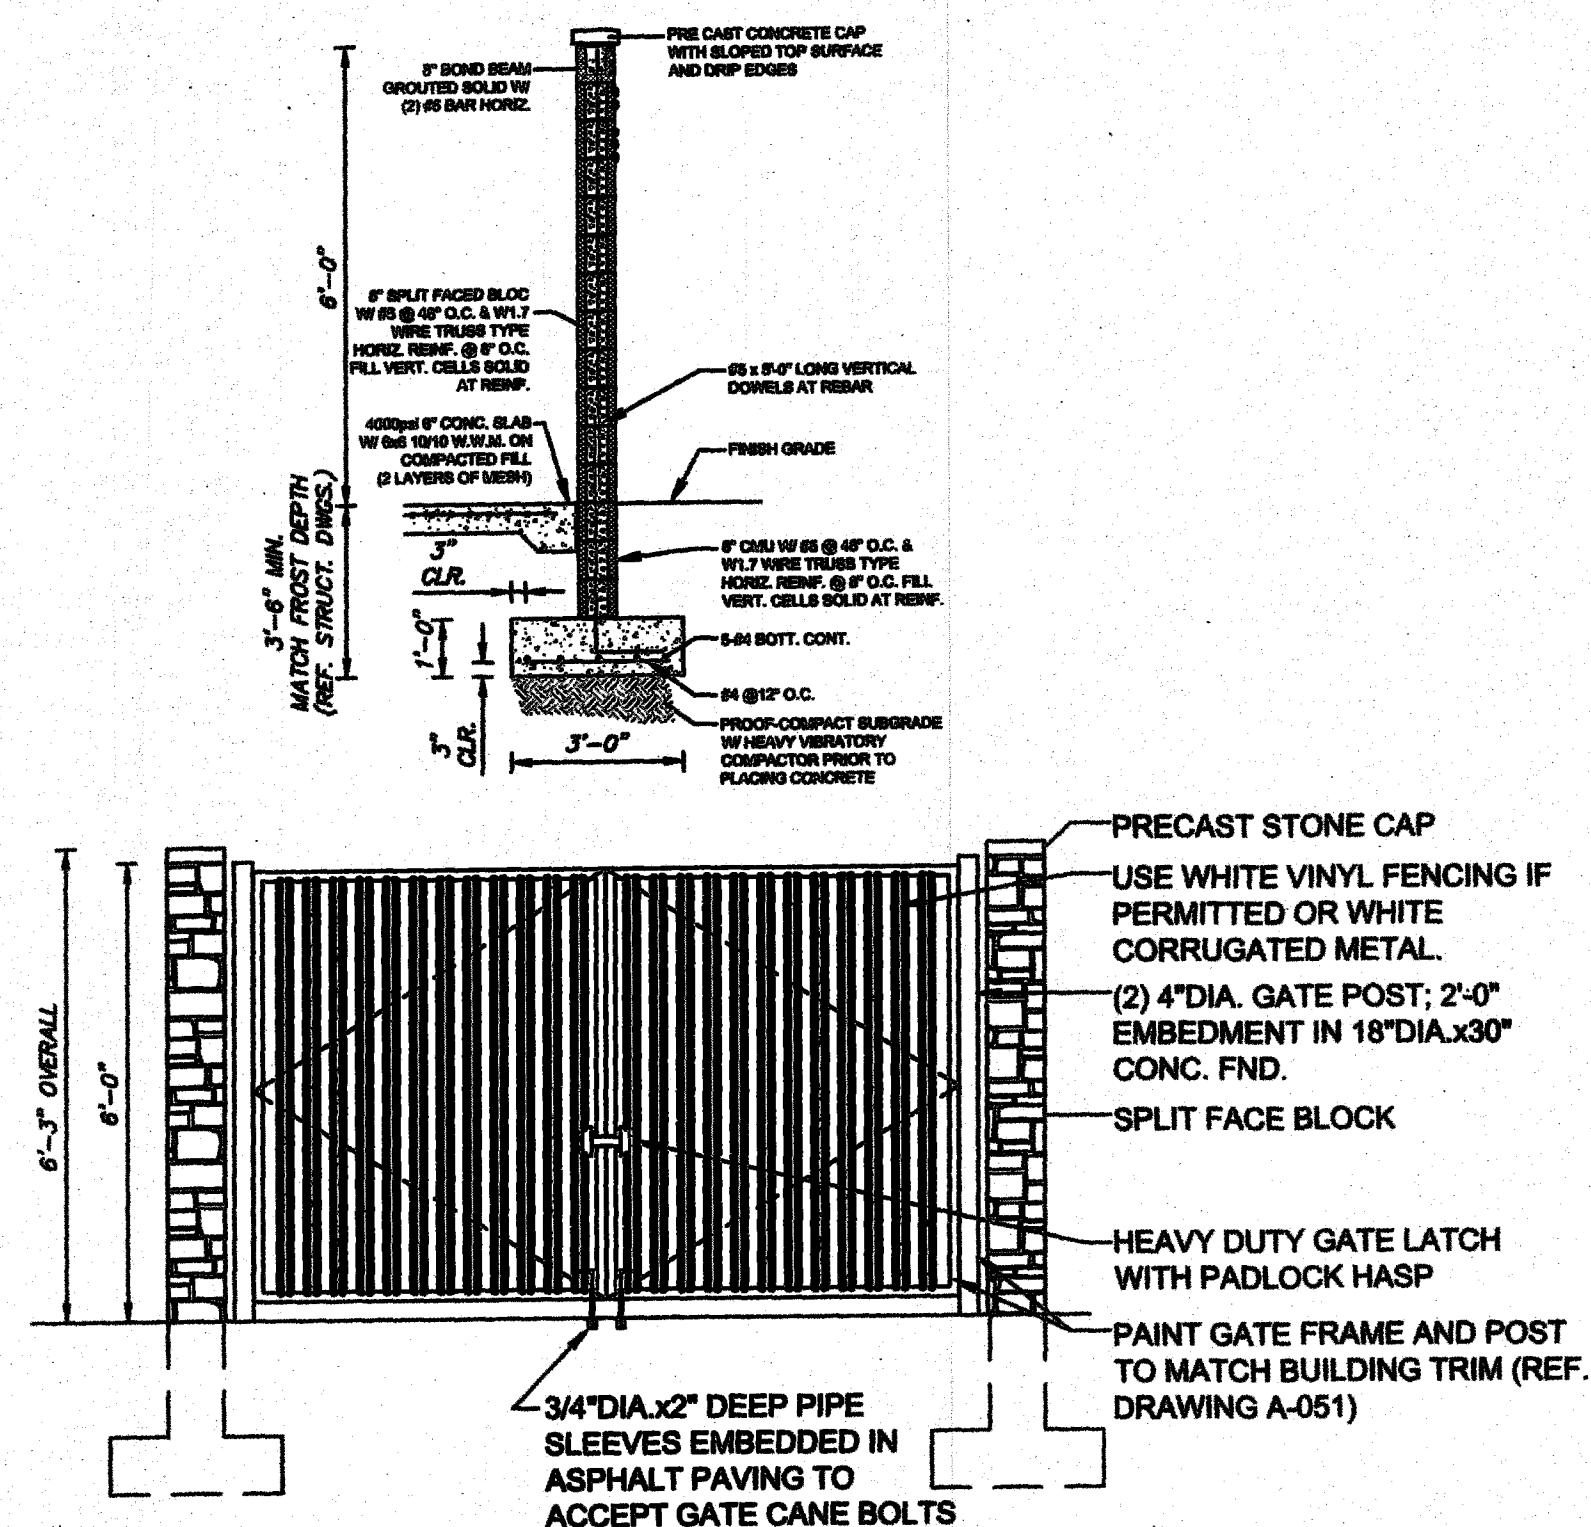 PRE CAST CONCRETE CAP
WITH SLOPED TOP SURFACE
AND DRIP EDGES
8" BOND BEAM
GROUTED SOLID W/
(2) #5 BAR HORIZ.
6'-0"
8" SPLIT FACED BLOC
W/ #5 @ 48" O.C. & W1.7
WIRE TRUSS TYPE
HORIZ. REINF. @ 8" O.C.
FILL VERT. CELLS SOLID
AT REINF.
#5 x 5'-0" LONG VERTICAL
DOWELS AT REBAR
4000psi 6" CONC. SLAB
W/ 6x6 10/10 W.W.M. ON
COMPACTED FILL
(2 LAYERS OF MESH)
FINISH GRADE
3'-6" MIN.
MATCH FROST DEPTH
(REF. STRUCT. DWGS.)
3"
CLR.
8" CMU W/ #5 @ 48" O.C. &
W1.7 WIRE TRUSS TYPE
HORIZ. REINF. @ 8" O.C. FILL
VERT. CELLS SOLID AT REINF.
1'-0"
BOTT. CONT.
#4 @12" O.C.
3"
CLR.
3'-0"
PROOF-COMPACT SUBGRADE
W/ HEAVY VIBRATORY
COMPACTOR PRIOR TO
PLACING CONCRETE
PRECAST STONE CAP
USE WHITE VINYL FENCING IF
PERMITTED OR WHITE
CORRUGATED METAL.
(2) 4"DIA. GATE POST; 2'-0"
EMBEDMENT IN 18"DIA.x30"
CONC. FND.
SPLIT FACE BLOCK
6'-3" OVERALL
6'-0"
HEAVY DUTY GATE LATCH
WITH PADLOCK HASP
PAINT GATE FRAME AND POST
TO MATCH BUILDING TRIM (REF.
DRAWING A-051)
3/4"DIA.x2" DEEP PIPE
SLEEVES EMBEDDED IN
ASPHALT PAVING TO
ACCEPT GATE CANE BOLTS